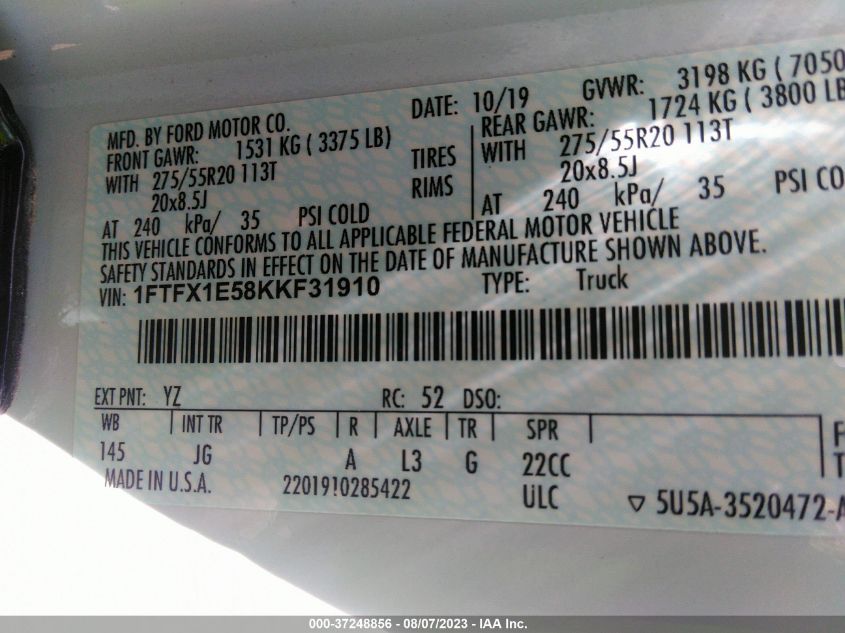 MFD. BY FORD MOTOR CO. DATE: 10/19 GVWR: 3198 KG ( 7050
FRONT GAWR: 1531 KG ( 3375 LB) REAR GAWR: 1724 KG ( 3800 LB
WITH 275/55R20 113T TIRES WITH 275/55R20 113T
20x8.5J RIMS 20x8.5J
AT 240 kPa/ 35 PSI COLD AT 240 kPa/ 35 PSI CO
THIS VEHICLE CONFORMS TO ALL APPLICABLE FEDERAL MOTOR VEHICLE
SAFETY STANDARDS IN EFFECT ON THE DATE OF MANUFACTURE SHOWN ABOVE.
VIN: 1FTFX1E58KKF31910 TYPE: Truck
EXT PNT: YZ RC: 52 DSO:
WB INT TR TP/PS R AXLE TR SPR
145 JG A L3 G 22CC
MADE IN U.S.A. 2201910285422 ULC ▽ 5U5A-3520472-A
000-37248856 - 08/07/2023 - IAA Inc.